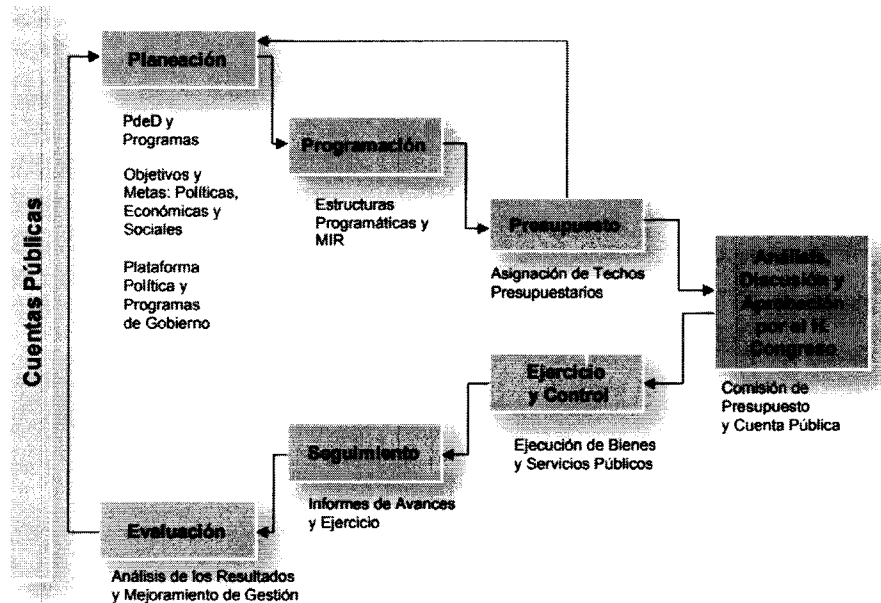 Cuentas Públicas
Planeación
PdeD y
Programas
Objetivos y
Metas: Políticas,
Económicas y
Sociales
Plataforma
Política y
Programas
de Gobierno
Programación
Estructuras
Programáticas y
MIR
Presupuesto
Asignación de Techos
Presupuestarios
Análisis,
Discusión y
Aprobación
por el H.
Congreso
Comisión de
Presupuesto
y Cuenta Pública
Ejercicio
y Control
Ejecución de Bienes
y Servicios Públicos
Seguimiento
Informes de Avances
y Ejercicio
Evaluación
Análisis de los Resultados
y Mejoramiento de Gestión